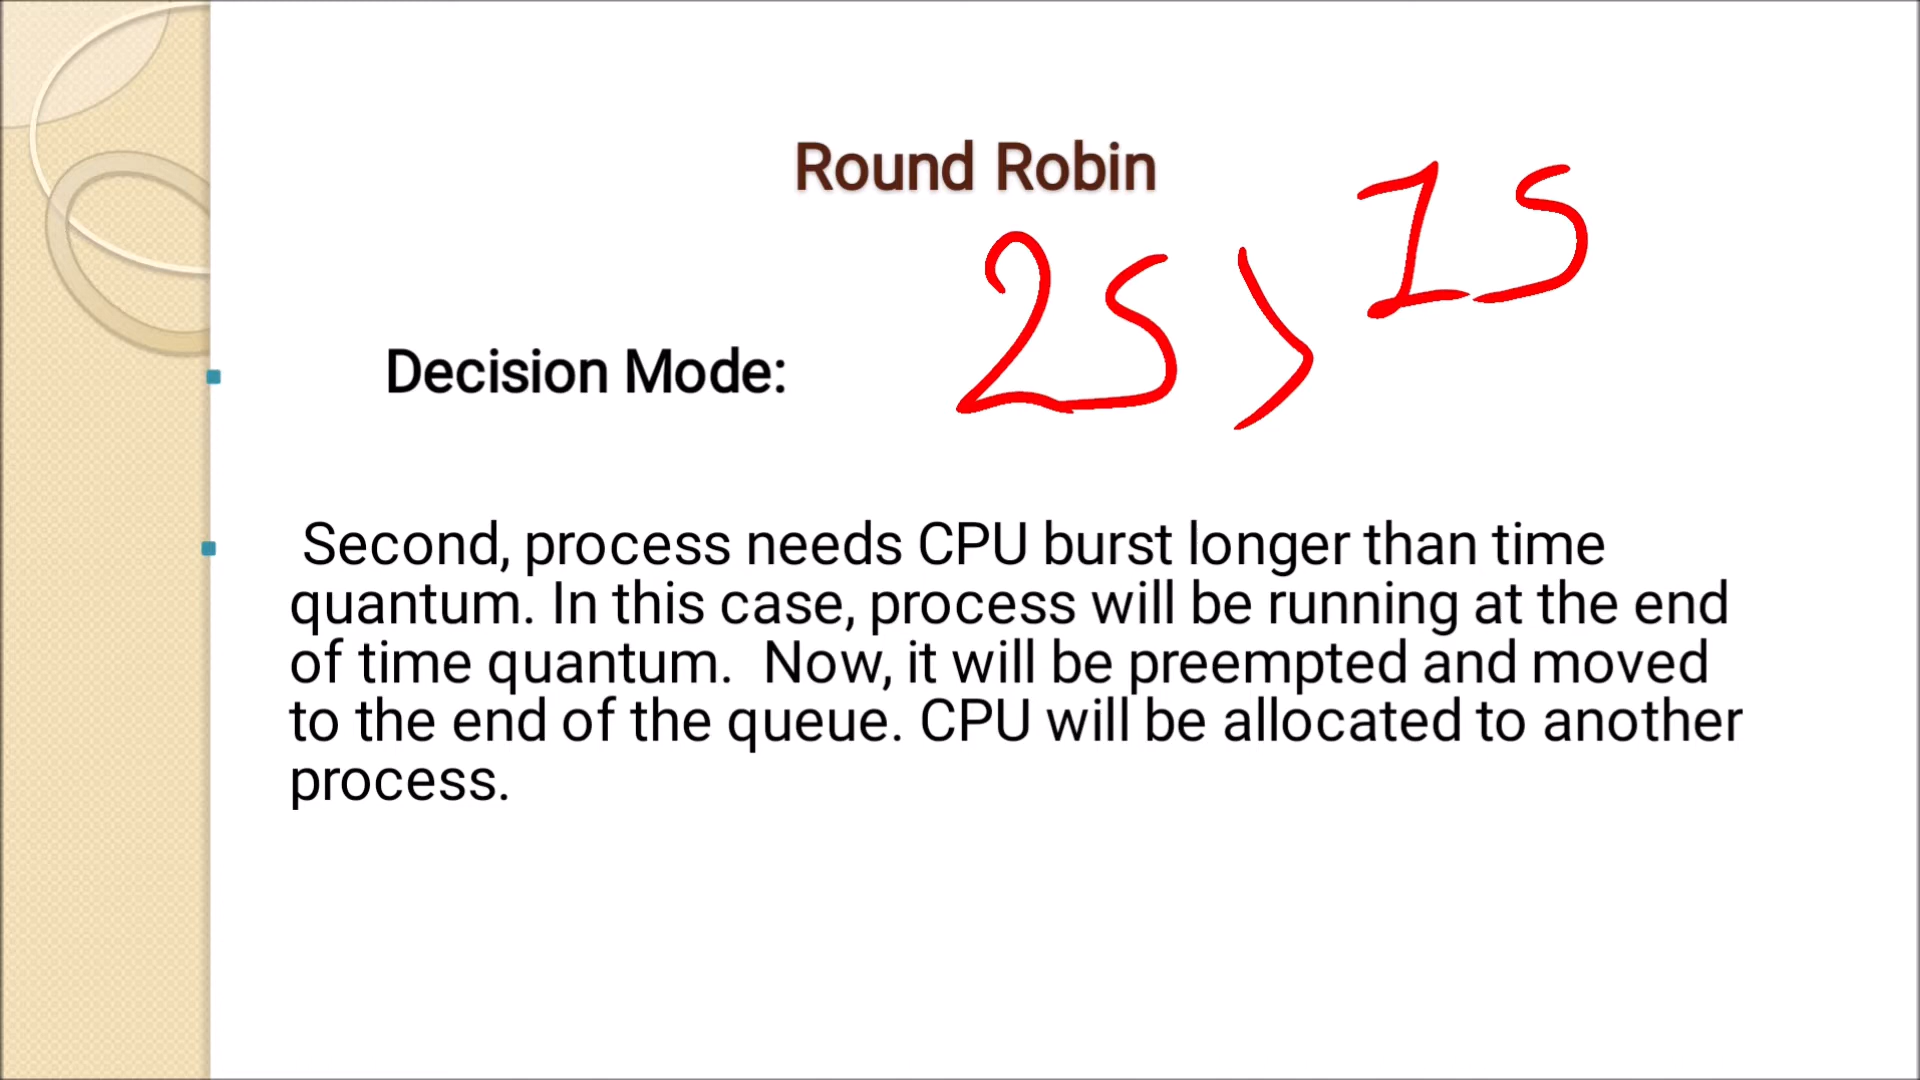 Round Robin
2s > 1s
Decision Mode:
Second, process needs CPU burst longer than time
quantum. In this case, process will be running at the end
of time quantum.  Now, it will be preempted and moved
to the end of the queue. CPU will be allocated to another
process.